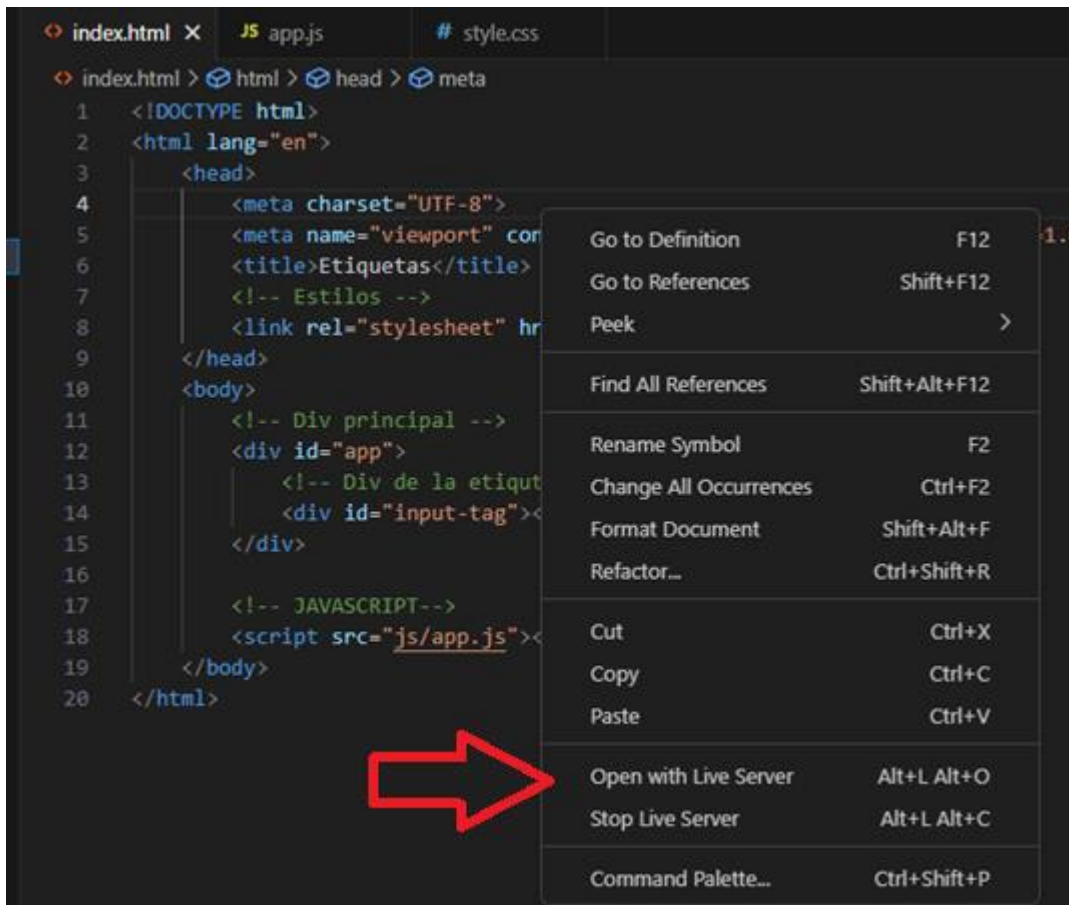 index.html JS app.js # style.css
index.html > html > head > meta
1 <!DOCTYPE html>
2 <html lang="en">
3 <head>
4 <meta charset="UTF-8">
5 <meta name="viewport" con =1.
6 <title>Etiquetas</title>
7 <!-- Estilos -->
8 <link rel="stylesheet" hr
9 </head>
10 <body>
11 <!-- Div principal -->
12 <div id="app">
13 <!-- Div de la etiqut
14 <div id="input-tag"><
15 </div>
16
17 <!-- JAVASCRIPT-->
18 <script src="js/app.js"><
19 </body>
20 </html>
Go to Definition F12
Go to References Shift+F12
Peek >
Find All References Shift+Alt+F12
Rename Symbol F2
Change All Occurrences Ctrl+F2
Format Document Shift+Alt+F
Refactor... Ctrl+Shift+R
Cut Ctrl+X
Copy Ctrl+C
Paste Ctrl+V
Open with Live Server Alt+L Alt+O
Stop Live Server Alt+L Alt+C
Command Palette... Ctrl+Shift+P